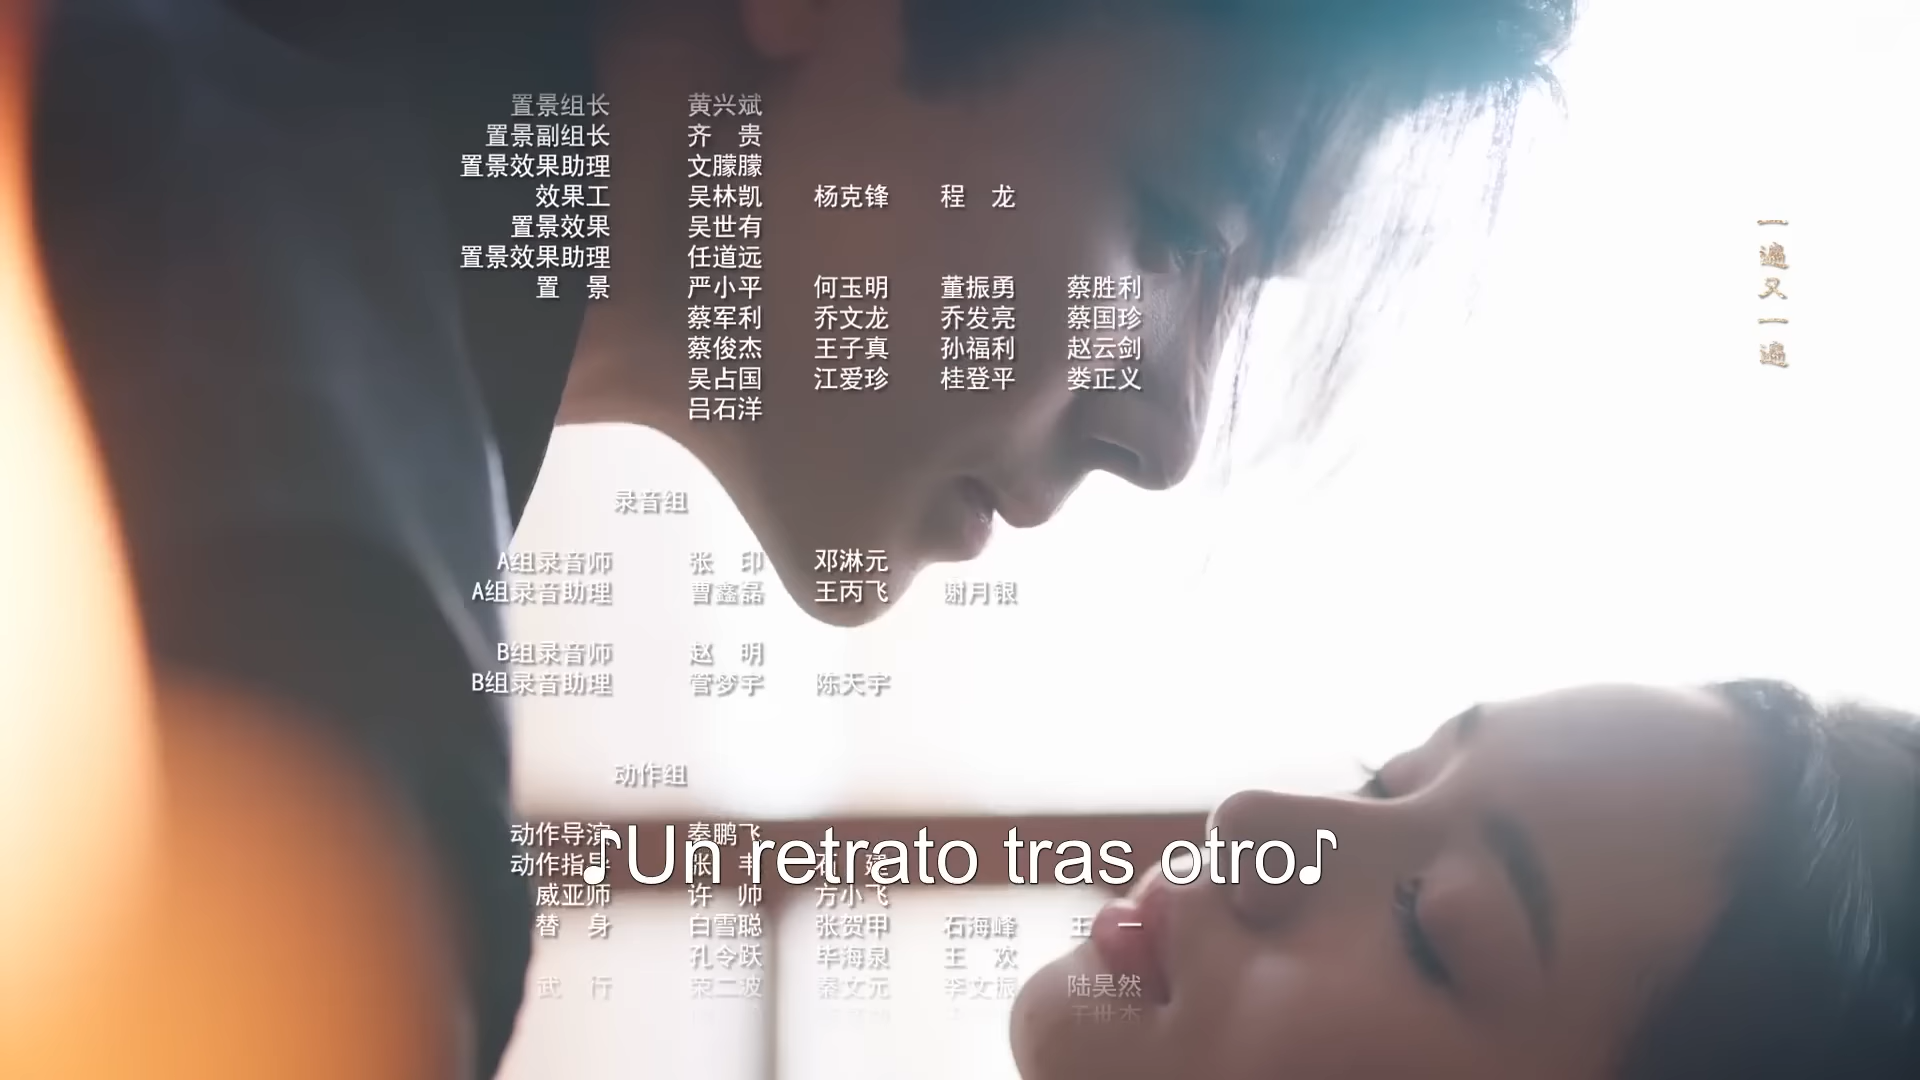 置景组长 黄兴斌
置景副组长 齐 贵
置景效果助理 文朦朦
效果工 吴林凯 杨克锋 程 龙
置景效果 吴世有
置景效果助理 任道远
置 景 严小平 何玉明 董振勇 蔡胜利
蔡军利 乔文龙 乔发亮 蔡国珍
蔡俊杰 王子真 孙福利 赵云剑
吴占国 江爱珍 桂登平 娄正义
吕石洋
录音组
A组录音师 张 印 邓淋元
A组录音助理 曹鑫磊 王丙飞 谢月银
B组录音师 赵 明
B组录音助理 管梦宇 陈天宇
动作组
动作导演 秦鹏飞
动作指导 张
♪Un retrato tras otro♪
威亚师 许 帅 方小飞
替 身 白雪聪 张贺甲 石海峰 王 一
孔令跃 毕海泉 王 欢
武 行 荣二波 秦文元 李文振 陆昊然
于世杰
一遍又一遍